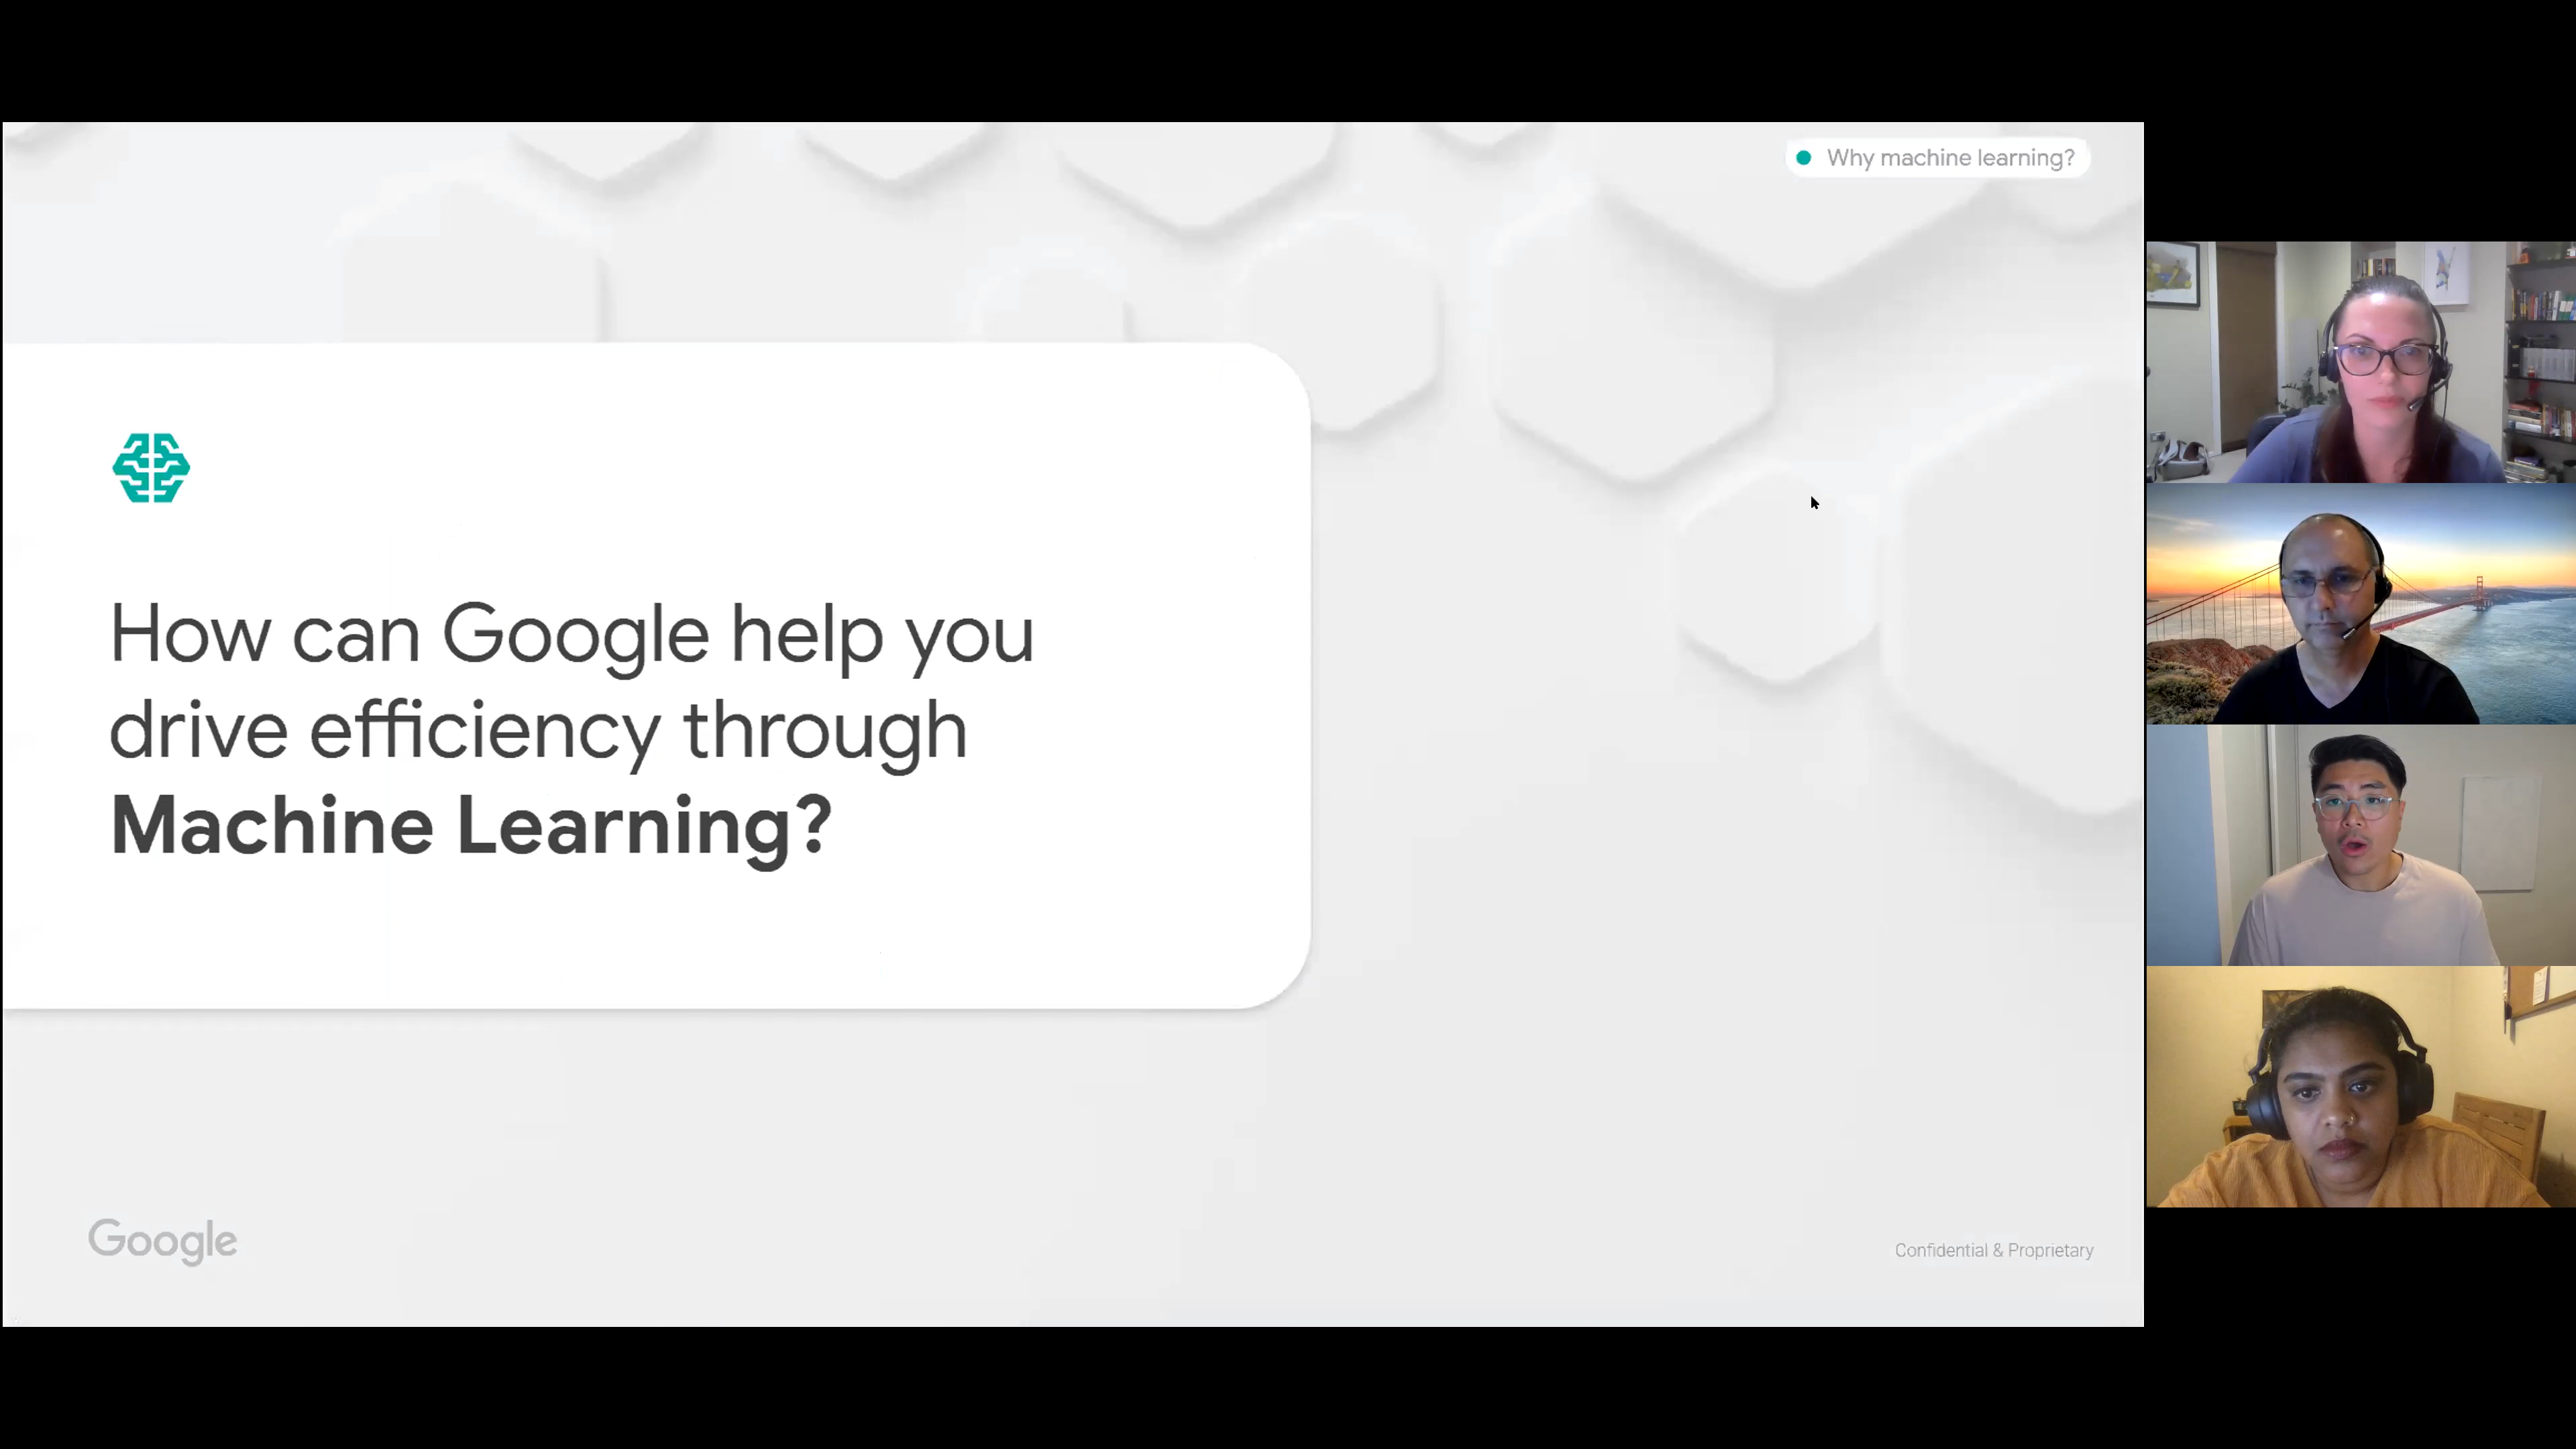 Why machine learning?
How can Google help you
drive efficiency through
Machine Learning?
Google
Confidential & Proprietary